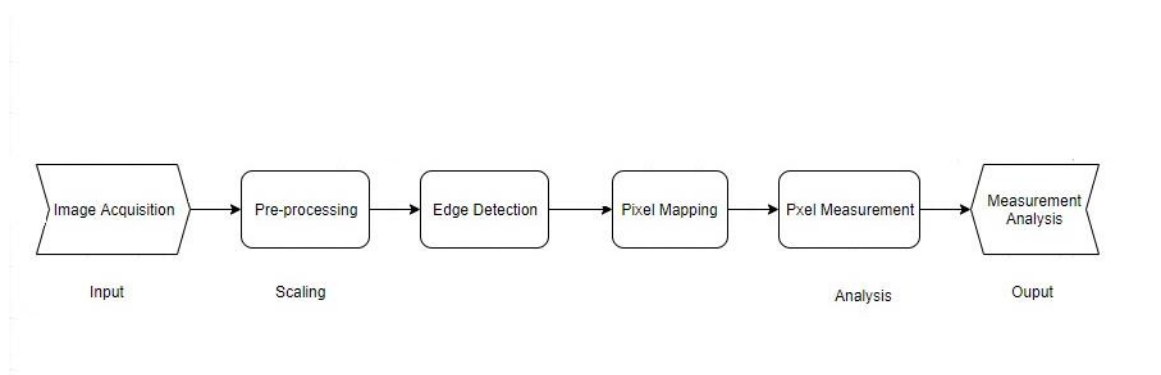 Image Acquisition
Pre-processing
Edge Detection
Pixel Mapping
Pxel Measurement
Measurement
Analysis
Input
Scaling
Analysis
Ouput